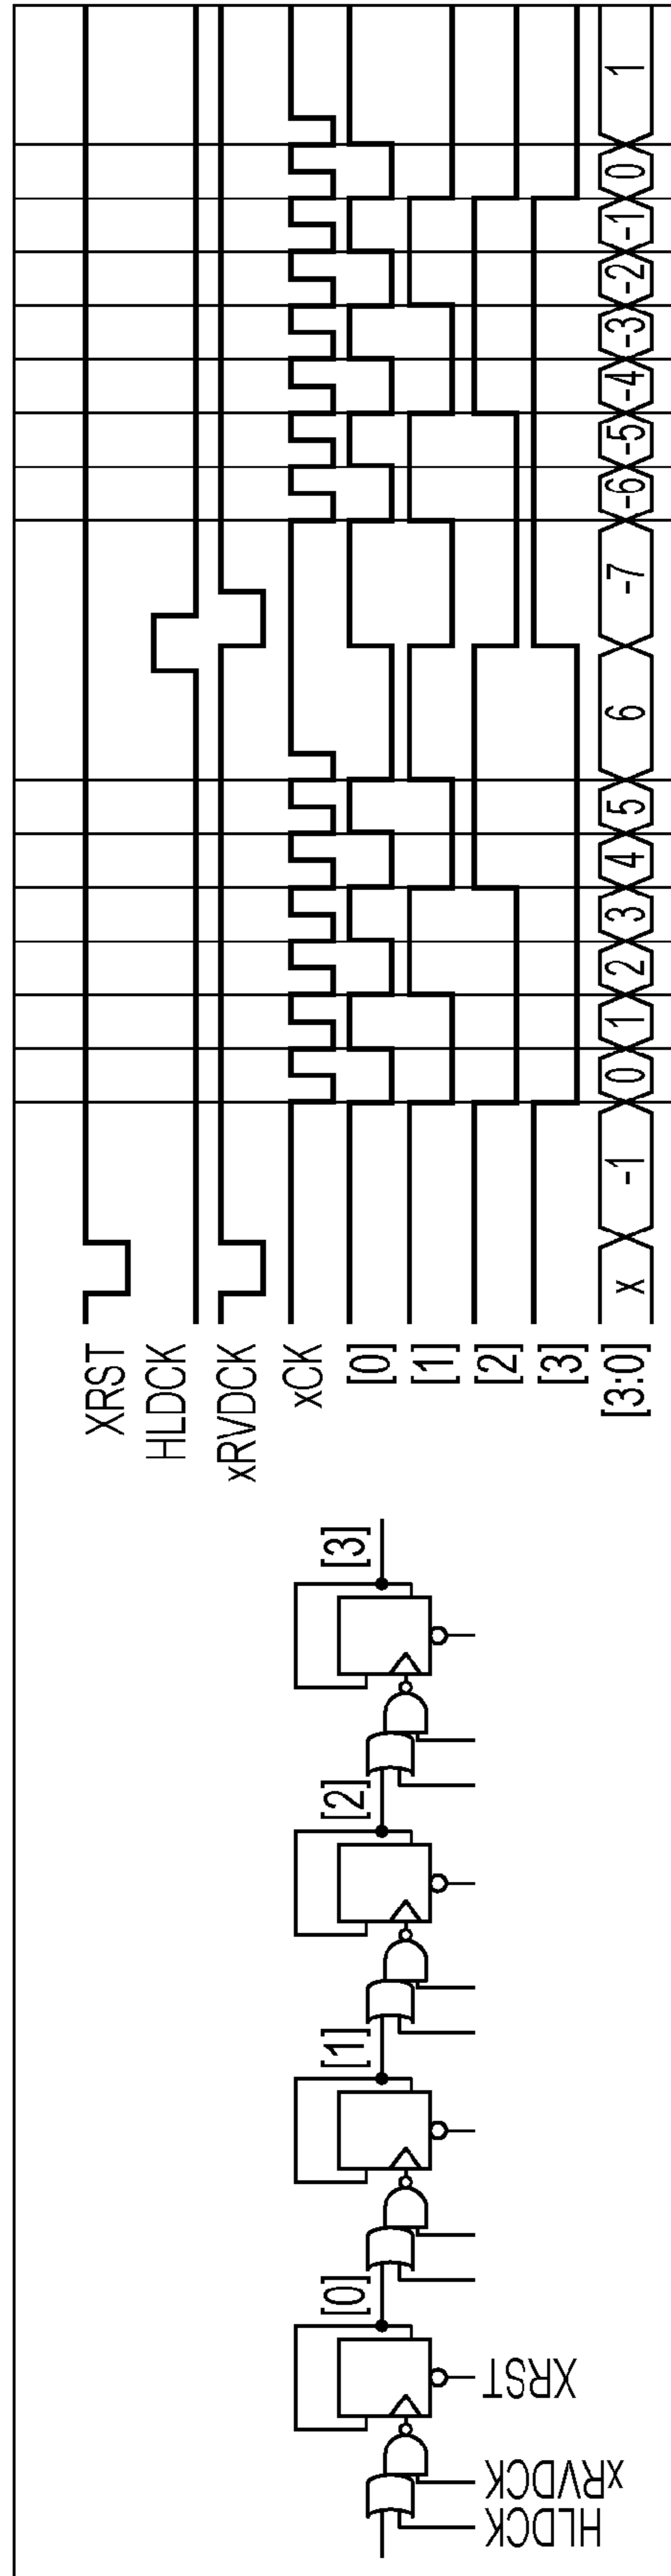 HLDCK
xRVDCK
XRST
[0]
[1]
[2]
[3]
XRST
HLDCK
xRVDCK
xCK
[0]
[1]
[2]
[3]
[3:0]
x -1 0 1 2 3 4 5 6 -7 -6 -5 -4 -3 -2 -1 0 1